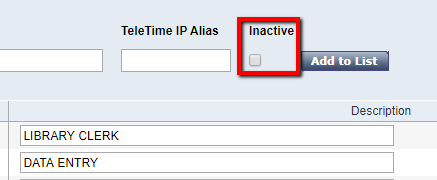 TeleTime IP Alias Inactive
Add to List
Description
LIBRARY CLERK
DATA ENTRY